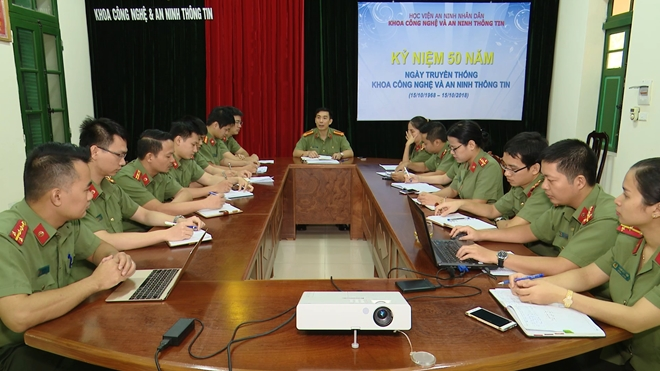 KHOA CÔNG NGHỆ & AN NINH THÔNG TIN
HỌC VIỆN AN NINH NHÂN DÂN
KHOA CÔNG NGHỆ VÀ AN NINH THÔNG TIN
KỶ NIỆM 50 NĂM
NGÀY TRUYỀN THỐNG
KHOA CÔNG NGHỆ VÀ AN NINH THÔNG TIN
(15/10/1968 – 15/10/2018)